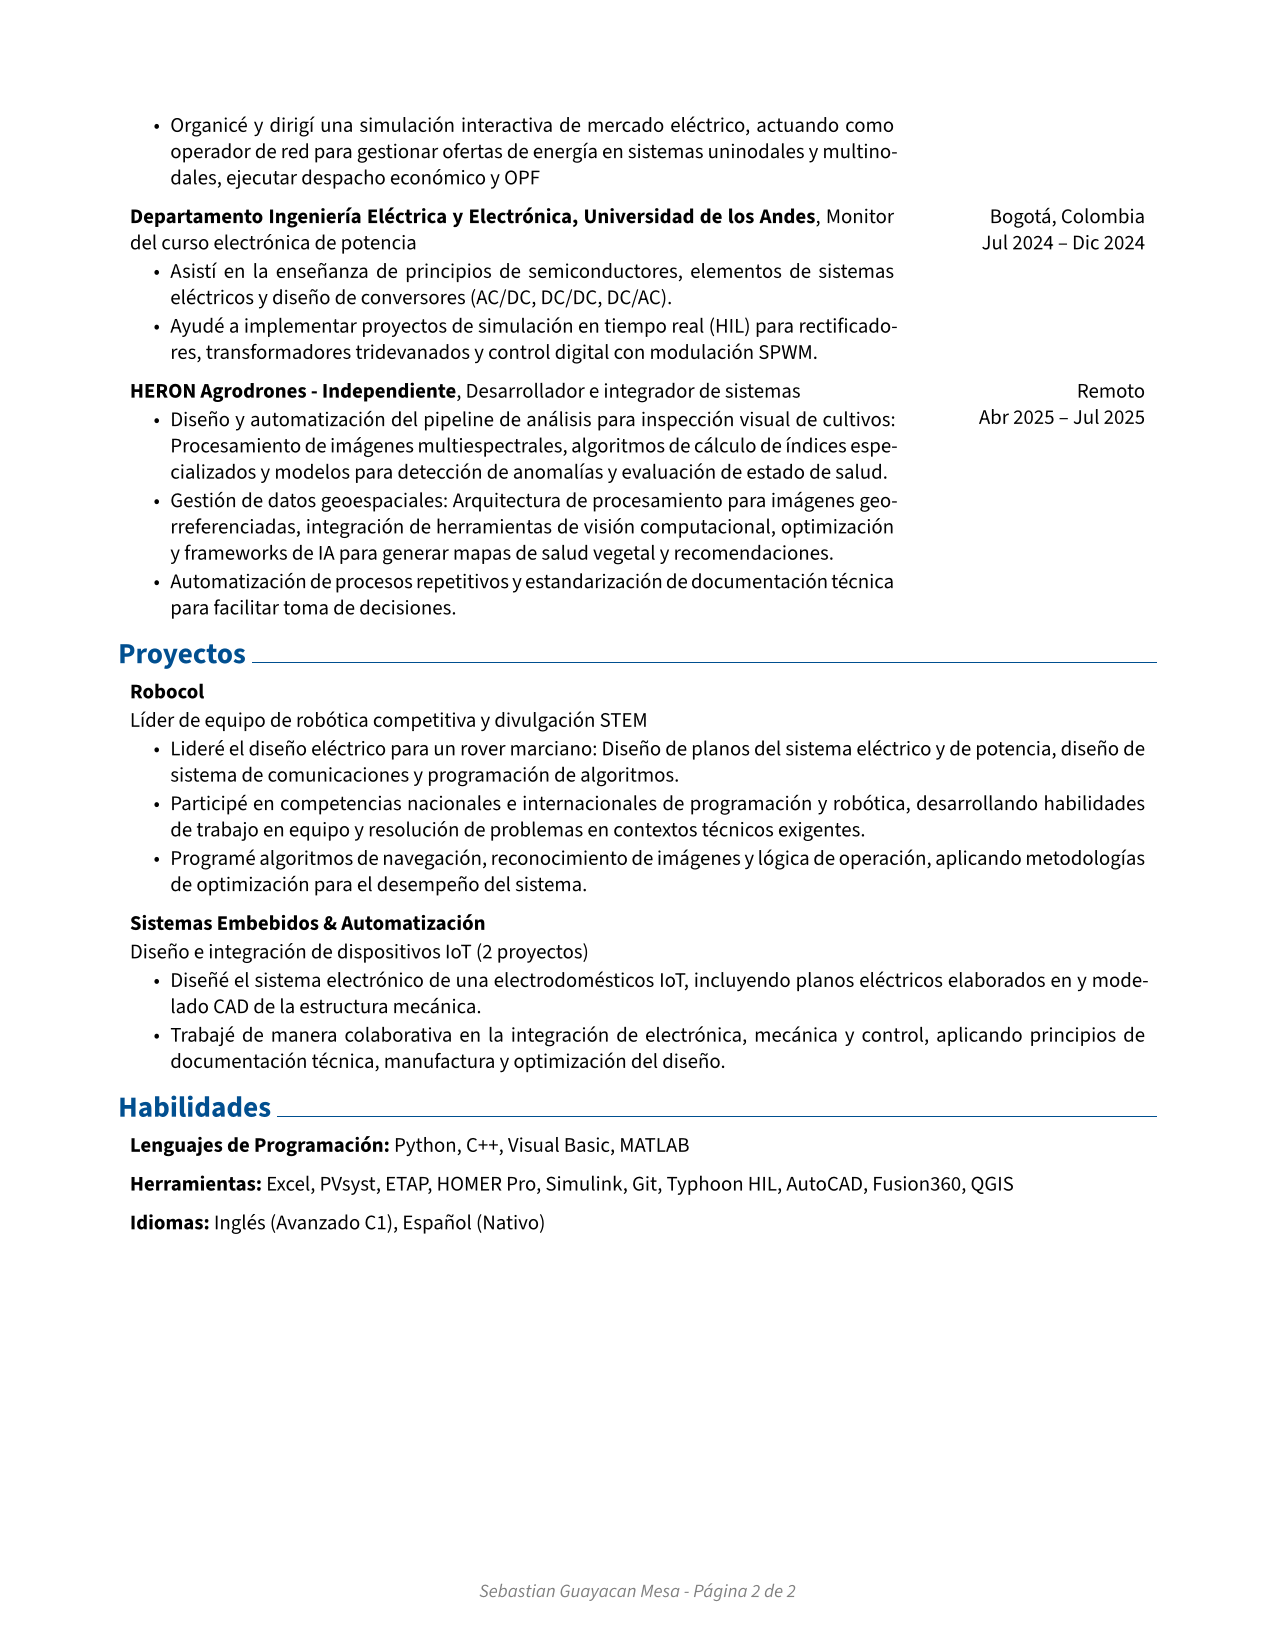 • Organicé y dirigí una simulación interactiva de mercado eléctrico, actuando como
operador de red para gestionar ofertas de energía en sistemas uninodales y multino-
dales, ejecutar despacho económico y OPF
Departamento Ingeniería Eléctrica y Electrónica, Universidad de los Andes, Monitor
del curso electrónica de potencia
Bogotá, Colombia
Jul 2024 – Dic 2024
• Asistí en la enseñanza de principios de semiconductores, elementos de sistemas
eléctricos y diseño de conversores (AC/DC, DC/DC, DC/AC).
• Ayudé a implementar proyectos de simulación en tiempo real (HIL) para rectificado-
res, transformadores tridevanados y control digital con modulación SPWM.
HERON Agrodrones - Independiente, Desarrollador e integrador de sistemas
Remoto
Abr 2025 – Jul 2025
• Diseño y automatización del pipeline de análisis para inspección visual de cultivos:
Procesamiento de imágenes multiespectrales, algoritmos de cálculo de índices espe-
cializados y modelos para detección de anomalías y evaluación de estado de salud.
• Gestión de datos geoespaciales: Arquitectura de procesamiento para imágenes geo-
rreferenciadas, integración de herramientas de visión computacional, optimización
y frameworks de IA para generar mapas de salud vegetal y recomendaciones.
• Automatización de procesos repetitivos y estandarización de documentación técnica
para facilitar toma de decisiones.
Proyectos
Robocol
Líder de equipo de robótica competitiva y divulgación STEM
• Lideré el diseño eléctrico para un rover marciano: Diseño de planos del sistema eléctrico y de potencia, diseño de
sistema de comunicaciones y programación de algoritmos.
• Participé en competencias nacionales e internacionales de programación y robótica, desarrollando habilidades
de trabajo en equipo y resolución de problemas en contextos técnicos exigentes.
• Programé algoritmos de navegación, reconocimiento de imágenes y lógica de operación, aplicando metodologías
de optimización para el desempeño del sistema.
Sistemas Embebidos & Automatización
Diseño e integración de dispositivos IoT (2 proyectos)
• Diseñé el sistema electrónico de una electrodomésticos IoT, incluyendo planos eléctricos elaborados en y mode-
lado CAD de la estructura mecánica.
• Trabajé de manera colaborativa en la integración de electrónica, mecánica y control, aplicando principios de
documentación técnica, manufactura y optimización del diseño.
Habilidades
Lenguajes de Programación: Python, C++, Visual Basic, MATLAB
Herramientas: Excel, PVsyst, ETAP, HOMER Pro, Simulink, Git, Typhoon HIL, AutoCAD, Fusion360, QGIS
Idiomas: Inglés (Avanzado C1), Español (Nativo)
Sebastian Guayacan Mesa - Página 2 de 2